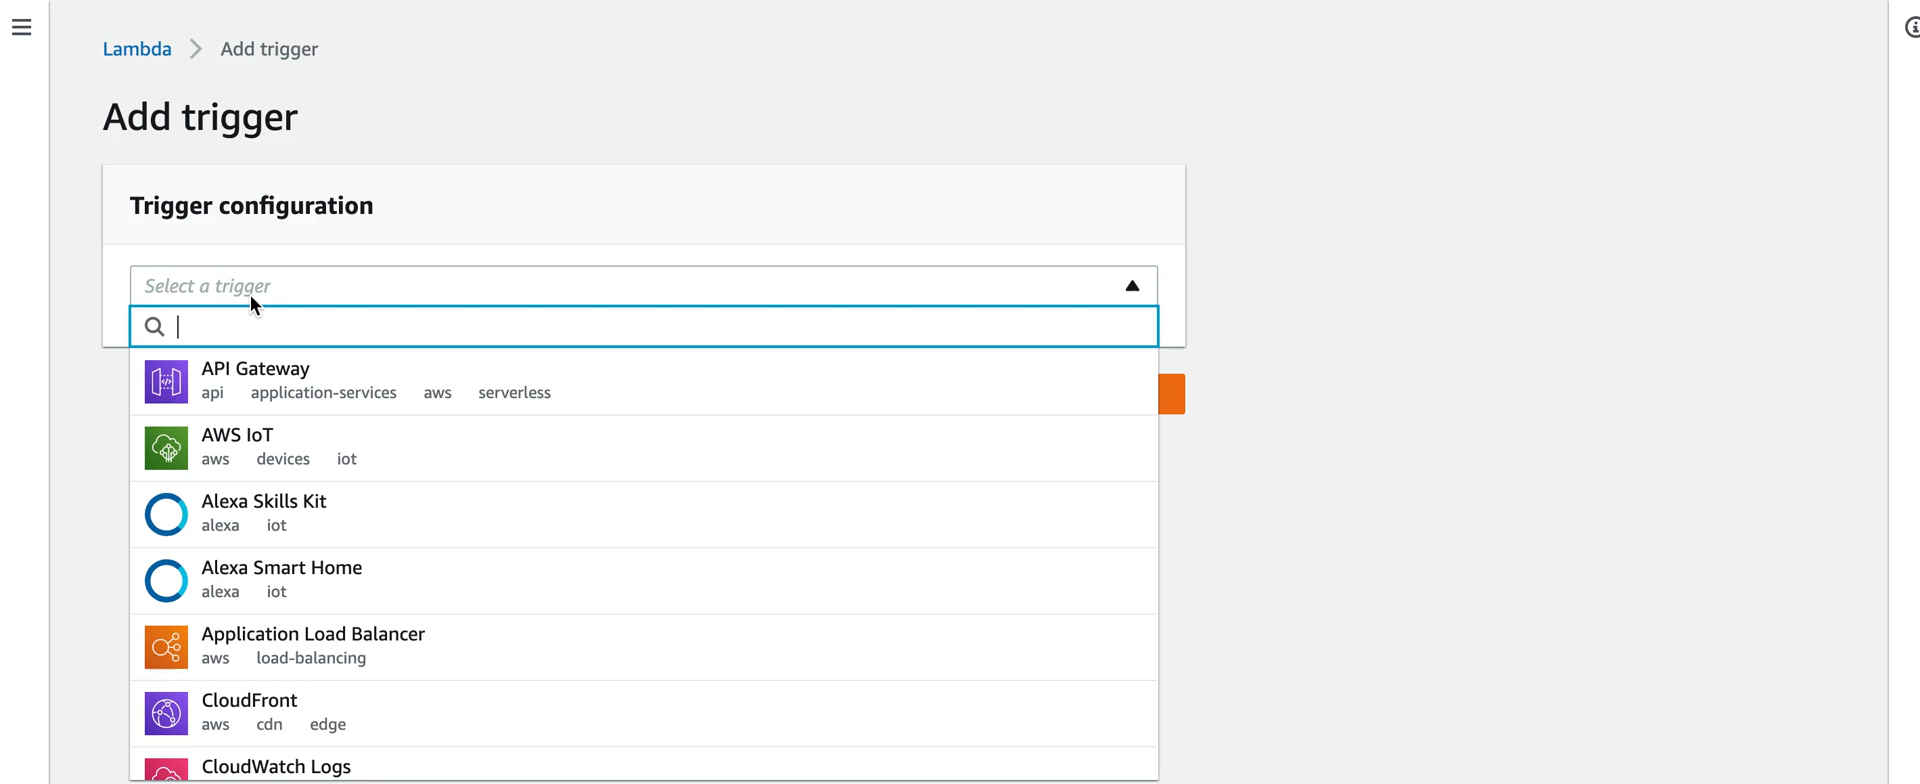 Lambda Add trigger
Add trigger
Trigger configuration
Select a trigger
API Gateway
api application-services aws serverless
AWS IoT
aws devices iot
Alexa Skills Kit
alexa iot
Alexa Smart Home
alexa iot
Application Load Balancer
aws load-balancing
CloudFront
aws cdn edge
CloudWatch Logs